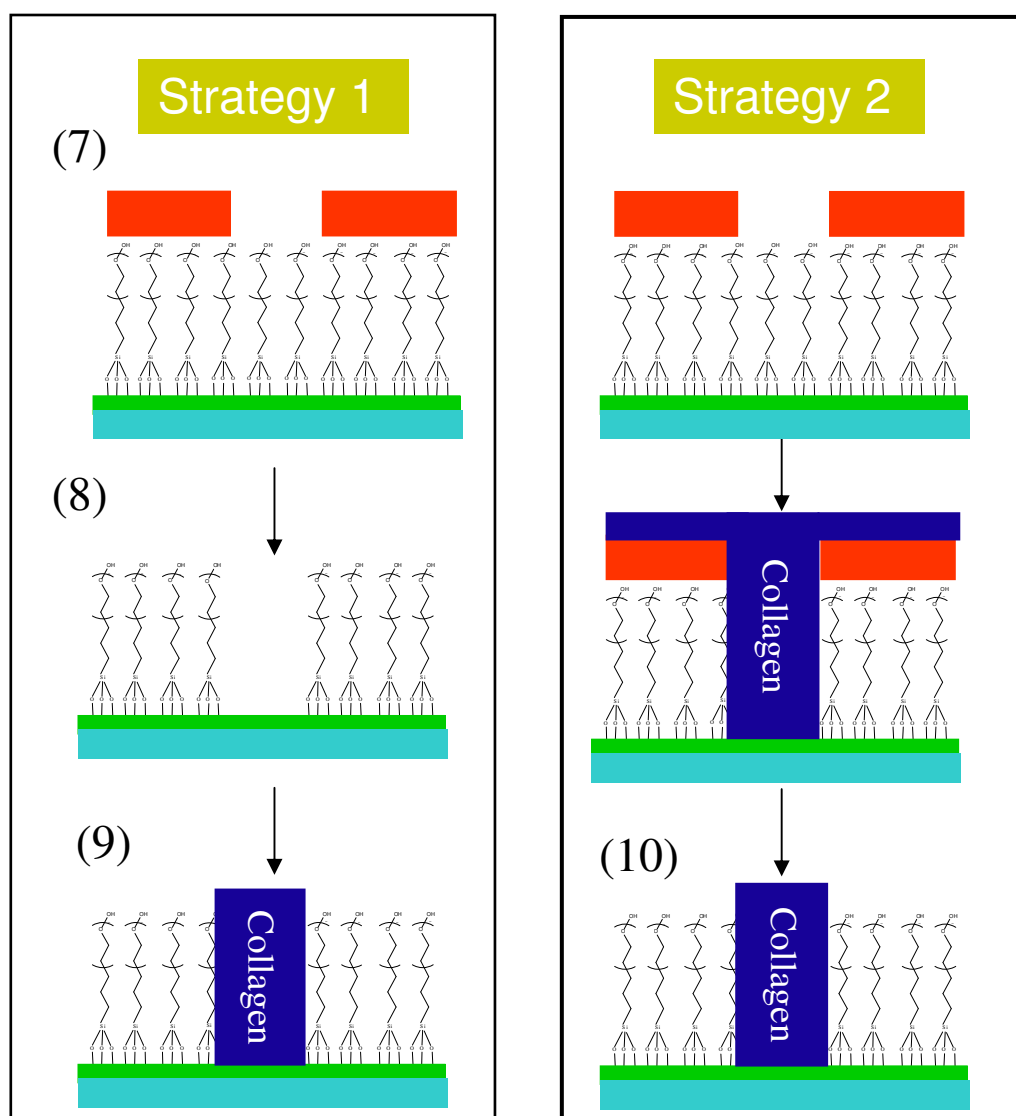 Strategy 1
(7)
(8)
(9)
Collagen
Strategy 2
Collagen
(10)
Collagen